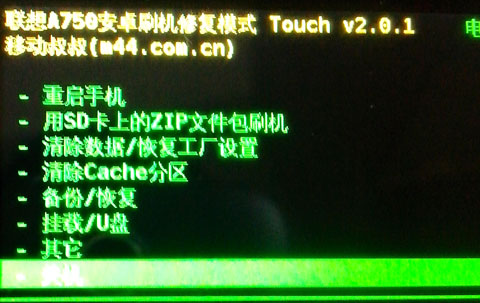 联想A750安卓刷机修复模式 Touch v2.0.1
电
移动叔叔(m44.com.cn)
- 重启手机
- 用SD卡上的ZIP文件包刷机
- 清除数据/恢复工厂设置
- 清除Cache分区
- 备份/恢复
- 挂载/U盘
- 其它